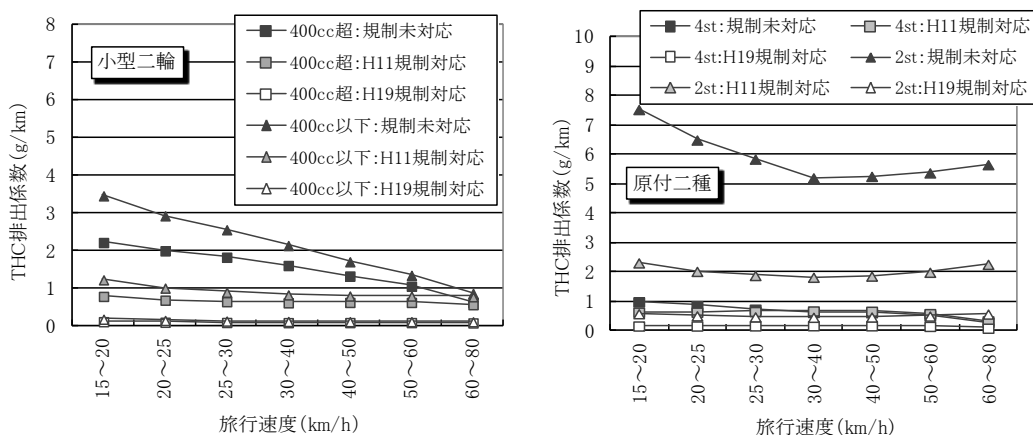 THC排出係数(g/km)
8
7
6
5
4
3
2
1
0
小型二輪
400cc超:規制未対応
400cc超:H11規制対応
400cc超:H19規制対応
400cc以下:規制未対応
400cc以下:H11規制対応
400cc以下:H19規制対応
15～20
20～25
25～30
30～40
40～50
50～60
60～80
旅行速度(km/h)
THC排出係数(g/km)
10
9
8
7
6
5
4
3
2
1
0
4st:規制未対応
4st:H11規制対応
4st:H19規制対応
2st:規制未対応
2st:H11規制対応
2st:H19規制対応
原付二種
15～20
20～25
25～30
30～40
40～50
50～60
60～80
旅行速度(km/h)